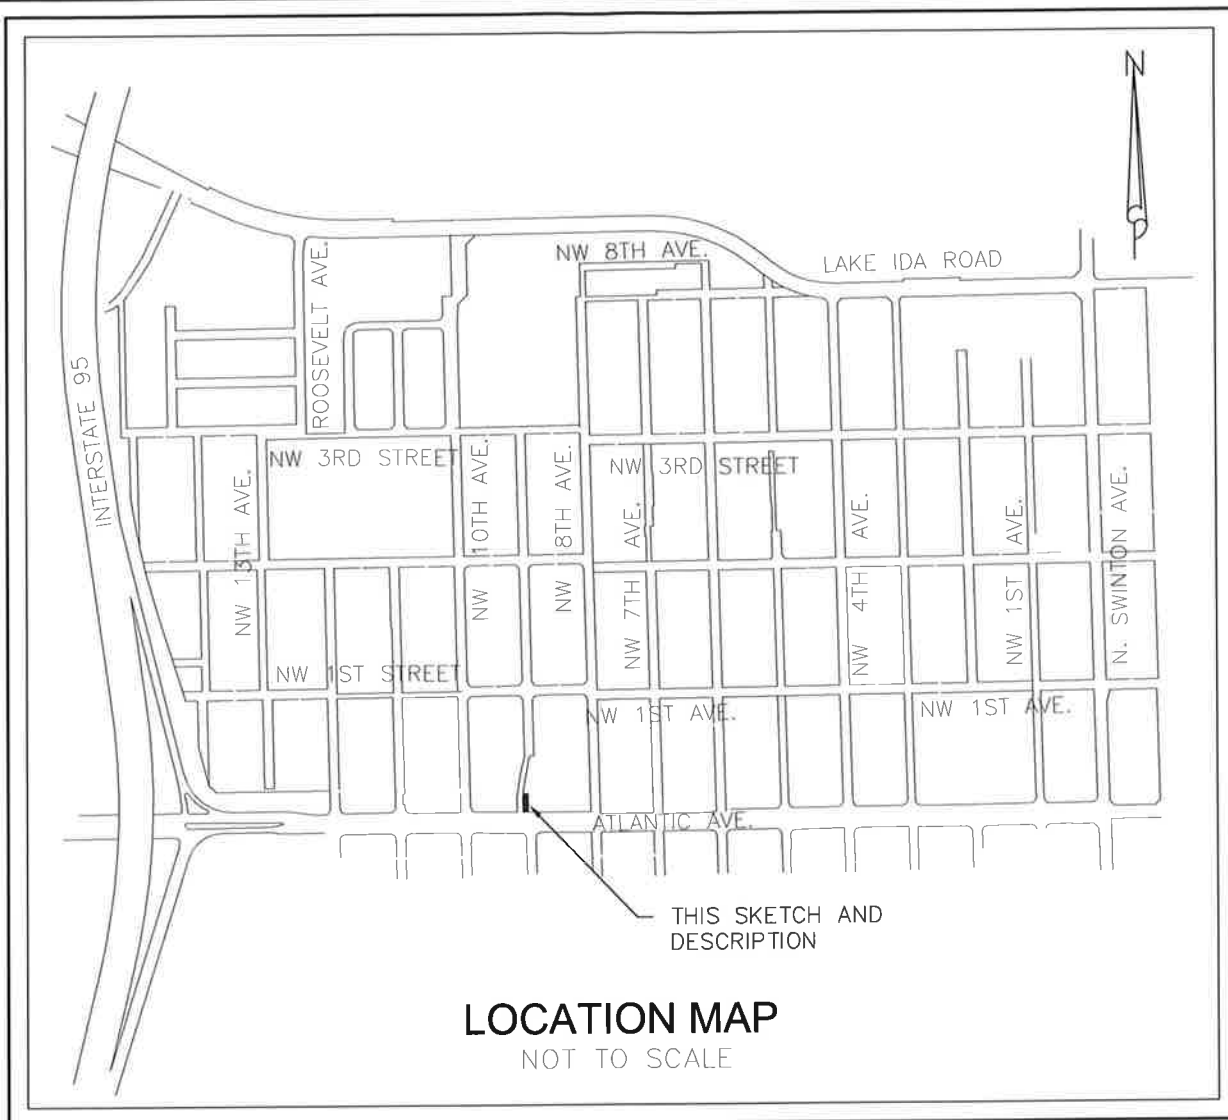 N
NW 8TH AVE.
LAKE IDA ROAD
ROOSEVELT AVE.
INTERSTATE 95
NW 3RD STREET
NW 3RD STREET
NW 13TH AVE.
NW 10TH AVE.
NW 8TH AVE.
NW 7TH AVE.
NW 4TH AVE.
NW 1ST AVE.
N. SWINTON AVE.
NW 1ST STREET
NW 1ST AVE.
NW 1ST AVE.
ATLANTIC AVE.
THIS SKETCH AND
DESCRIPTION
LOCATION MAP
NOT TO SCALE